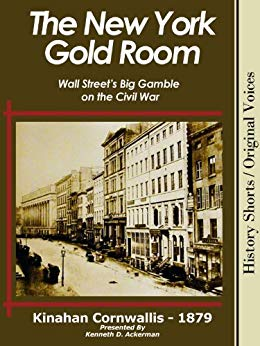 The New York
Gold Room
Wall Street's Big Gamble
on the Civil War
History Shorts / Original Voices
Kinahan Cornwallis - 1879
Presented By
Kenneth D. Ackerman